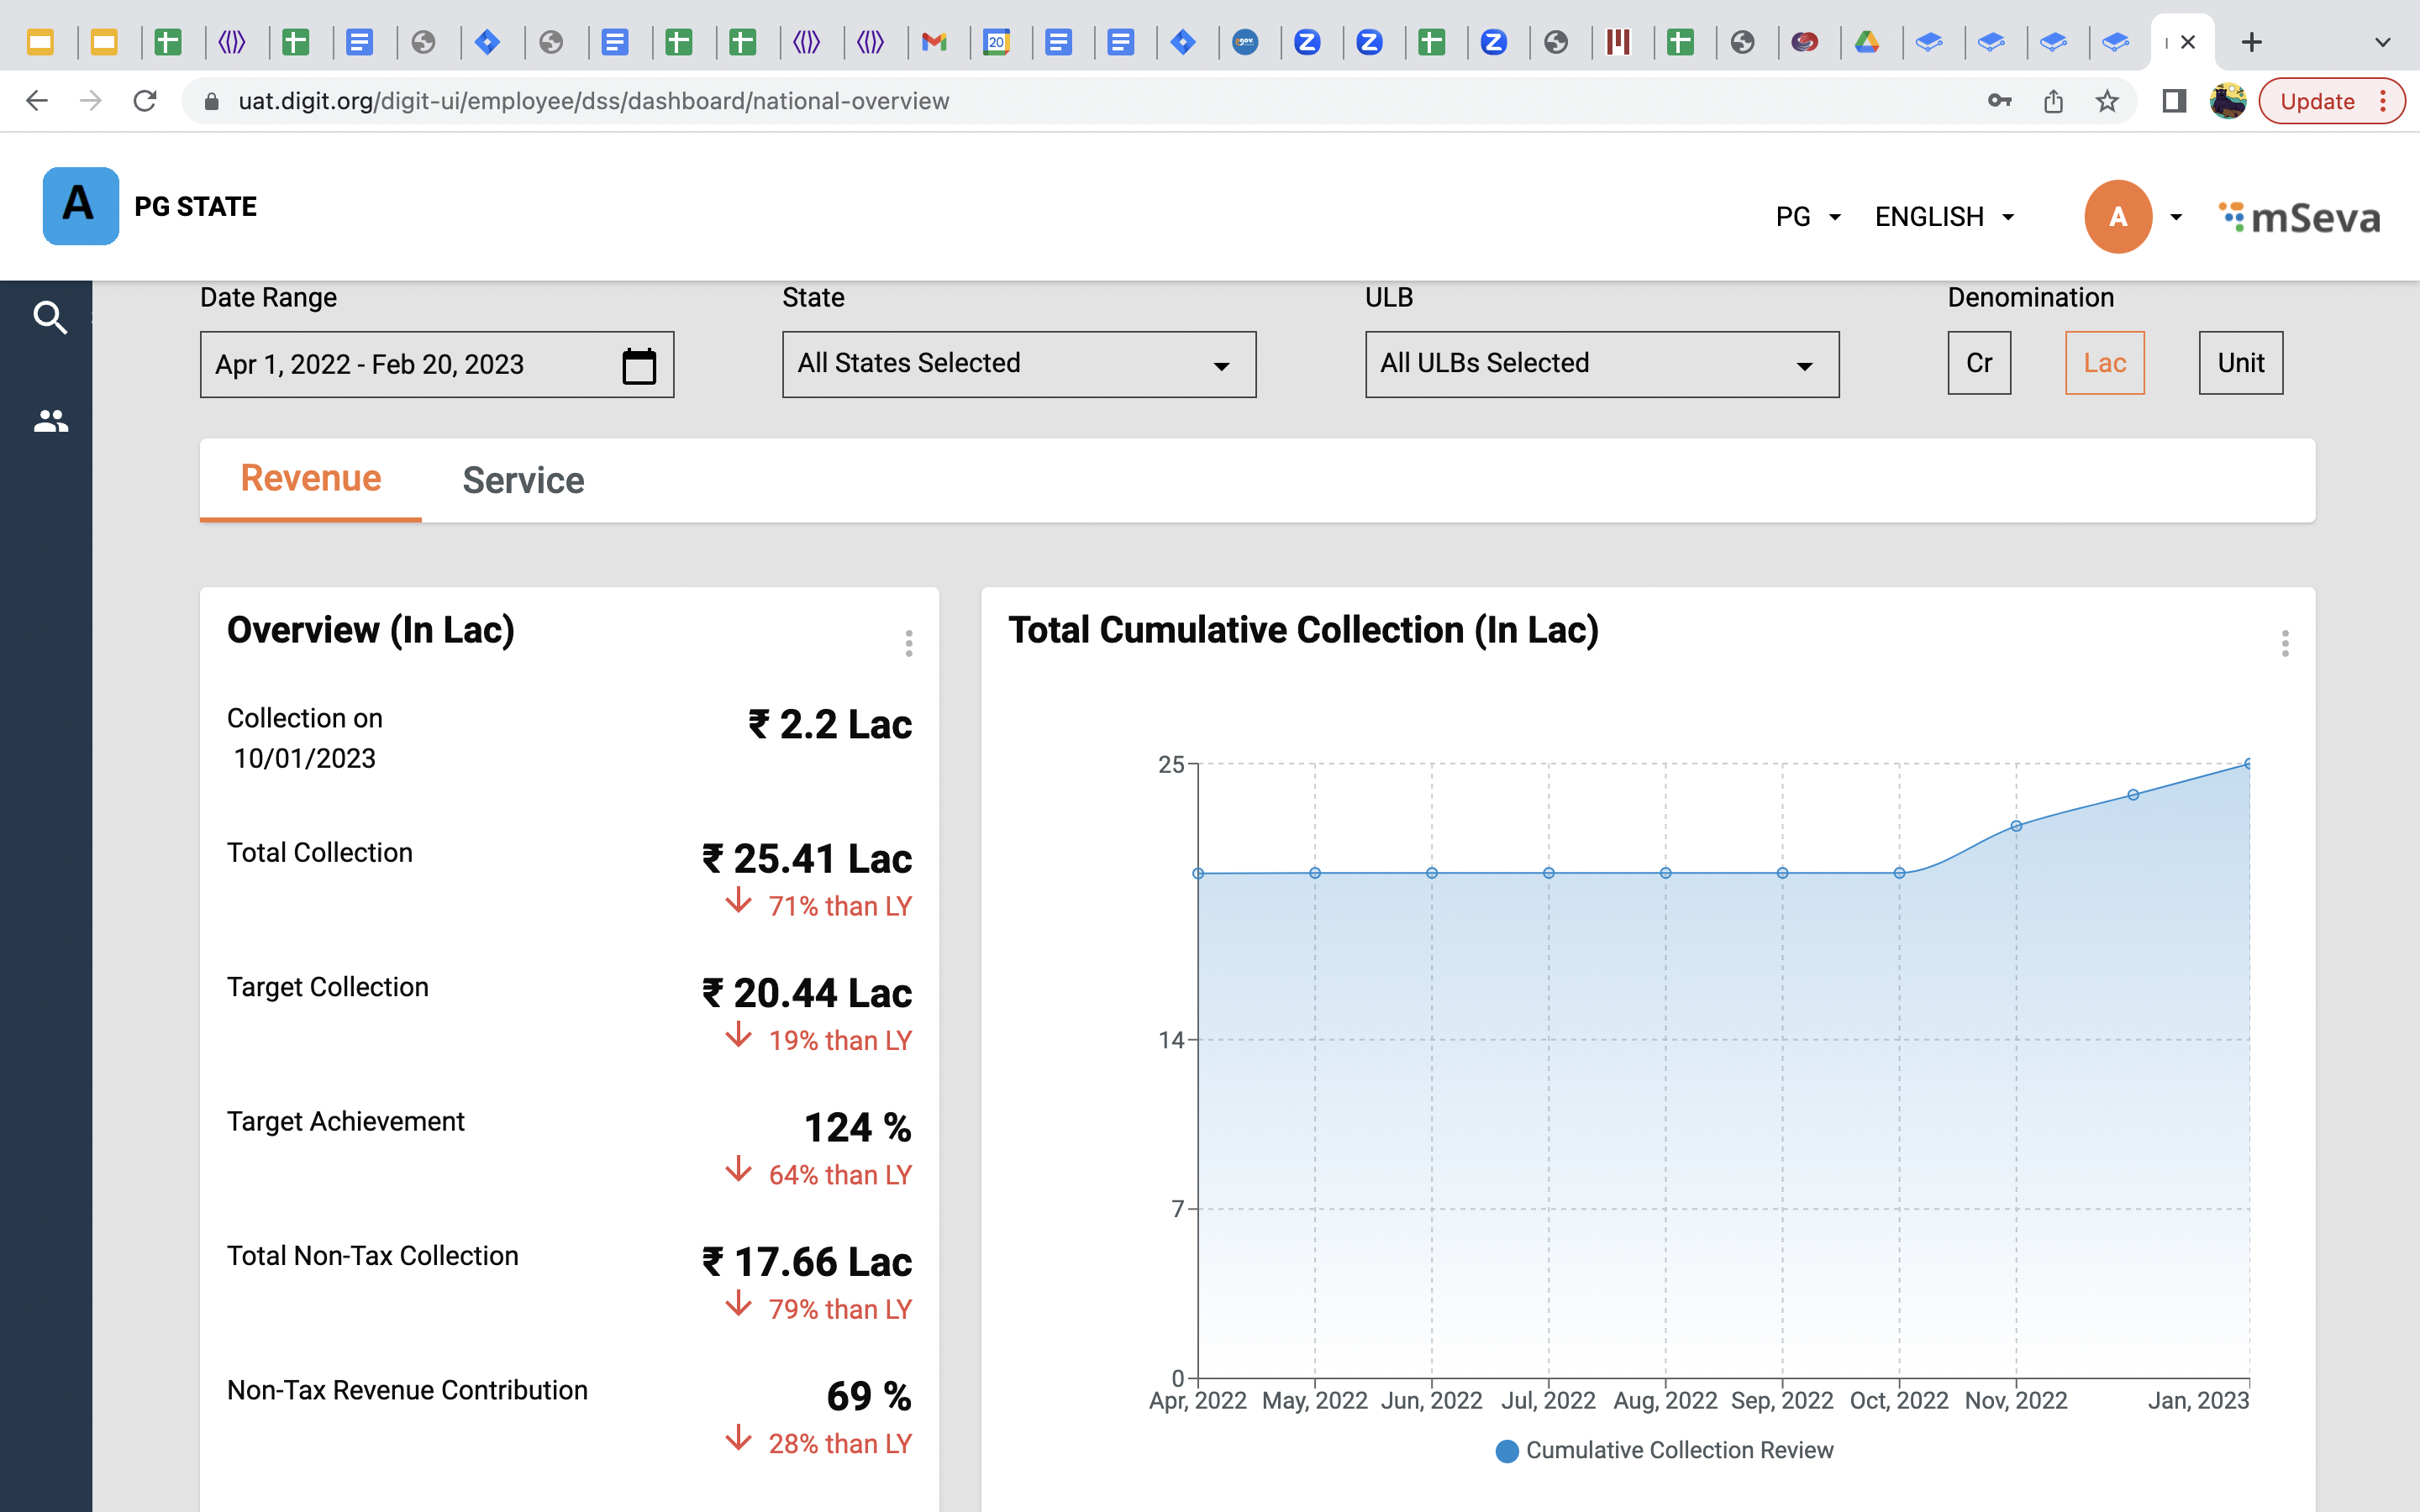 20
uat.digit.org/digit-ui/employee/dss/dashboard/national-overview
Update
A
PG STATE
PG
ENGLISH
A
mSeva
Date Range
State
ULB
Denomination
Apr 1, 2022 - Feb 20, 2023
All States Selected
All ULBs Selected
Cr
Lac
Unit
Revenue
Service
Overview (In Lac)
Collection on
10/01/2023
₹ 2.2 Lac
Total Collection
₹ 25.41 Lac
71% than LY
Target Collection
₹ 20.44 Lac
19% than LY
Target Achievement
124 %
64% than LY
Total Non-Tax Collection
₹ 17.66 Lac
79% than LY
Non-Tax Revenue Contribution
69 %
28% than LY
Total Cumulative Collection (In Lac)
25
14
7
0
Apr, 2022 May, 2022 Jun, 2022 Jul, 2022 Aug, 2022 Sep, 2022 Oct, 2022 Nov, 2022 Jan, 2023
Cumulative Collection Review